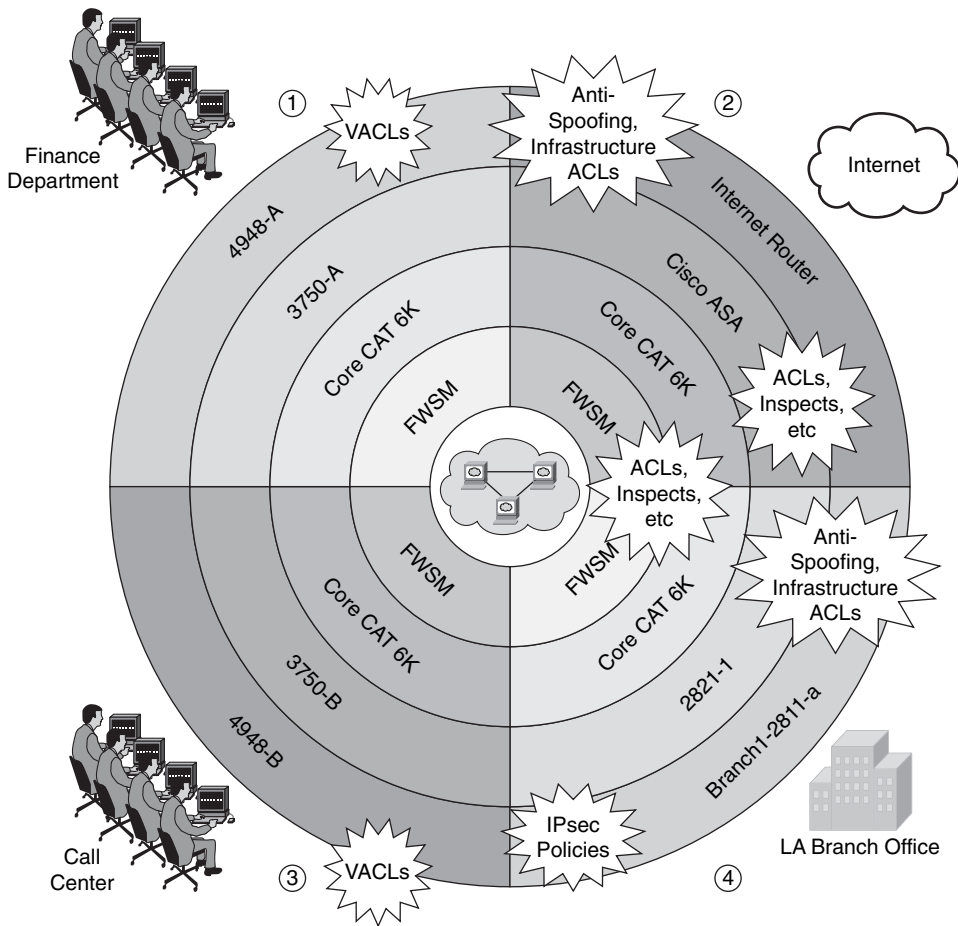 Finance
Department
1
VACLs
Anti-
Spoofing,
Infrastructure
ACLs
2
Internet
4948-A
3750-A
Core CAT 6K
FWSM
Internet Router
Cisco ASA
Core CAT 6K
FWSM
ACLs,
Inspects,
etc
ACLs,
Inspects,
etc
Anti-
Spoofing,
Infrastructure
ACLs
FWSM
Core CAT 6K
3750-B
4948-B
FWSM
Core CAT 6K
2821-1
Branch1-2811-a
Call
Center
3
VACLs
IPsec
Policies
4
LA Branch Office